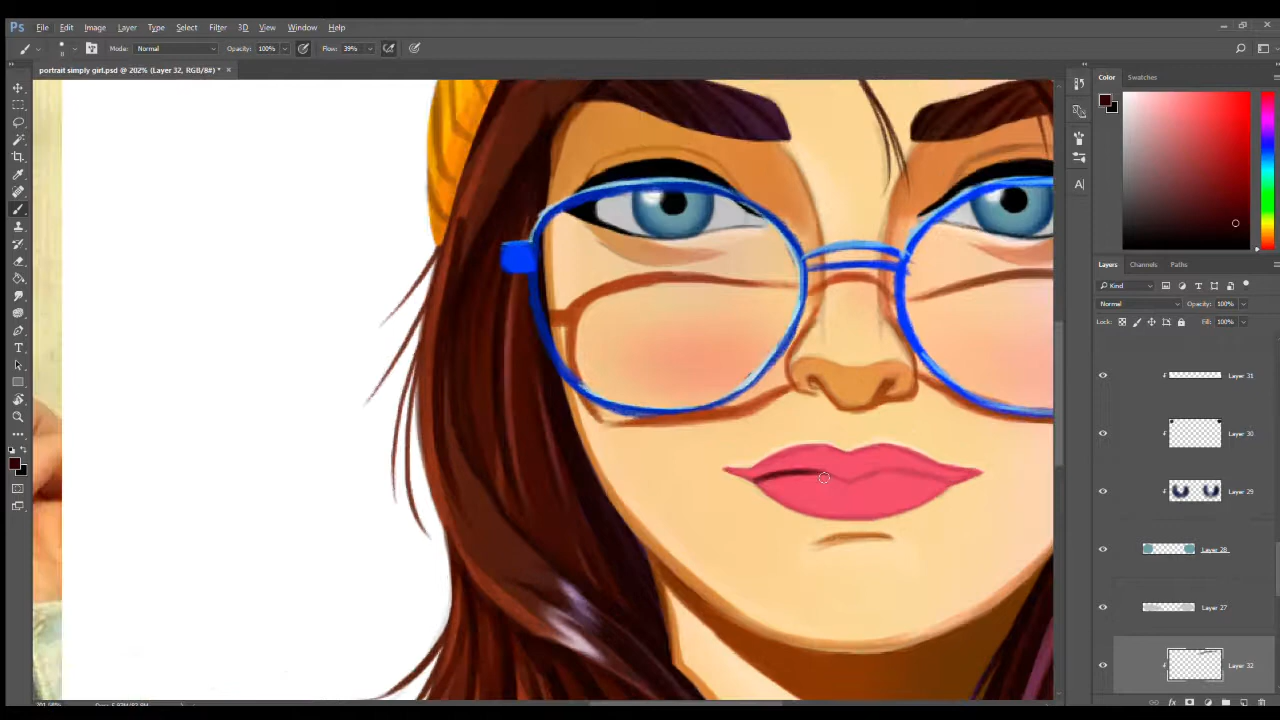 Ps File Edit Image Layer Type Select Filter 3D View Window Help
Mode: Normal Opacity: 100% Flow: 39%
portrait simply girl.psd @ 202% (Layer 32, RGB/8#) * ×
Color Swatches
Layers Channels Paths
Kind
Normal Opacity: 100%
Lock: Fill: 100%
Layer 31
Layer 30
Layer 29
Layer 28
Layer 27
Layer 32